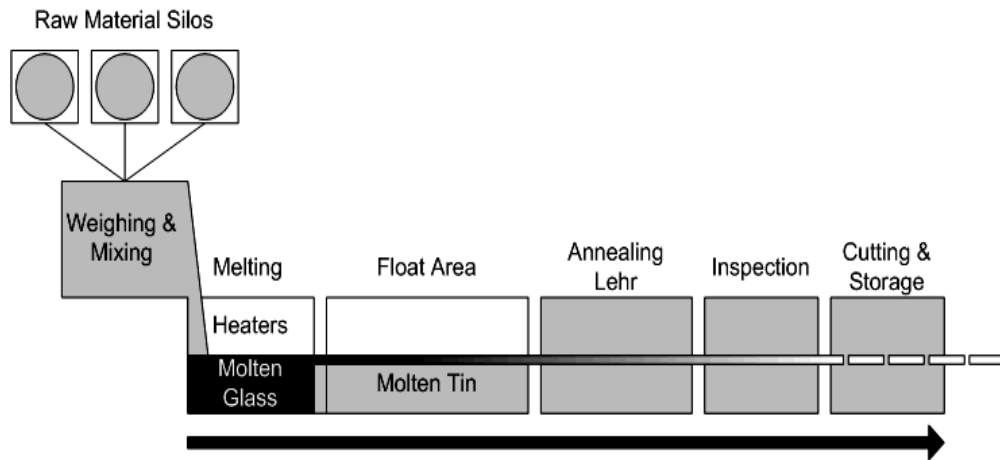 Raw Material Silos
Weighing &
Mixing
Melting
Float Area
Annealing
Lehr
Inspection
Cutting &
Storage
Heaters
Molten
Glass
Molten Tin